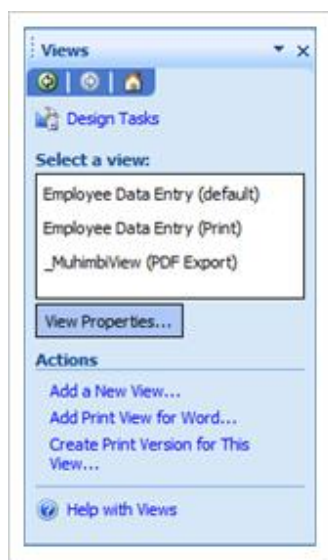 Views
Design Tasks
Select a view:
Employee Data Entry (default)
Employee Data Entry (Print)
_MuhimbiView (PDF Export)
View Properties...
Actions
Add a New View...
Add Print View for Word...
Create Print Version for This
View...
Help with Views